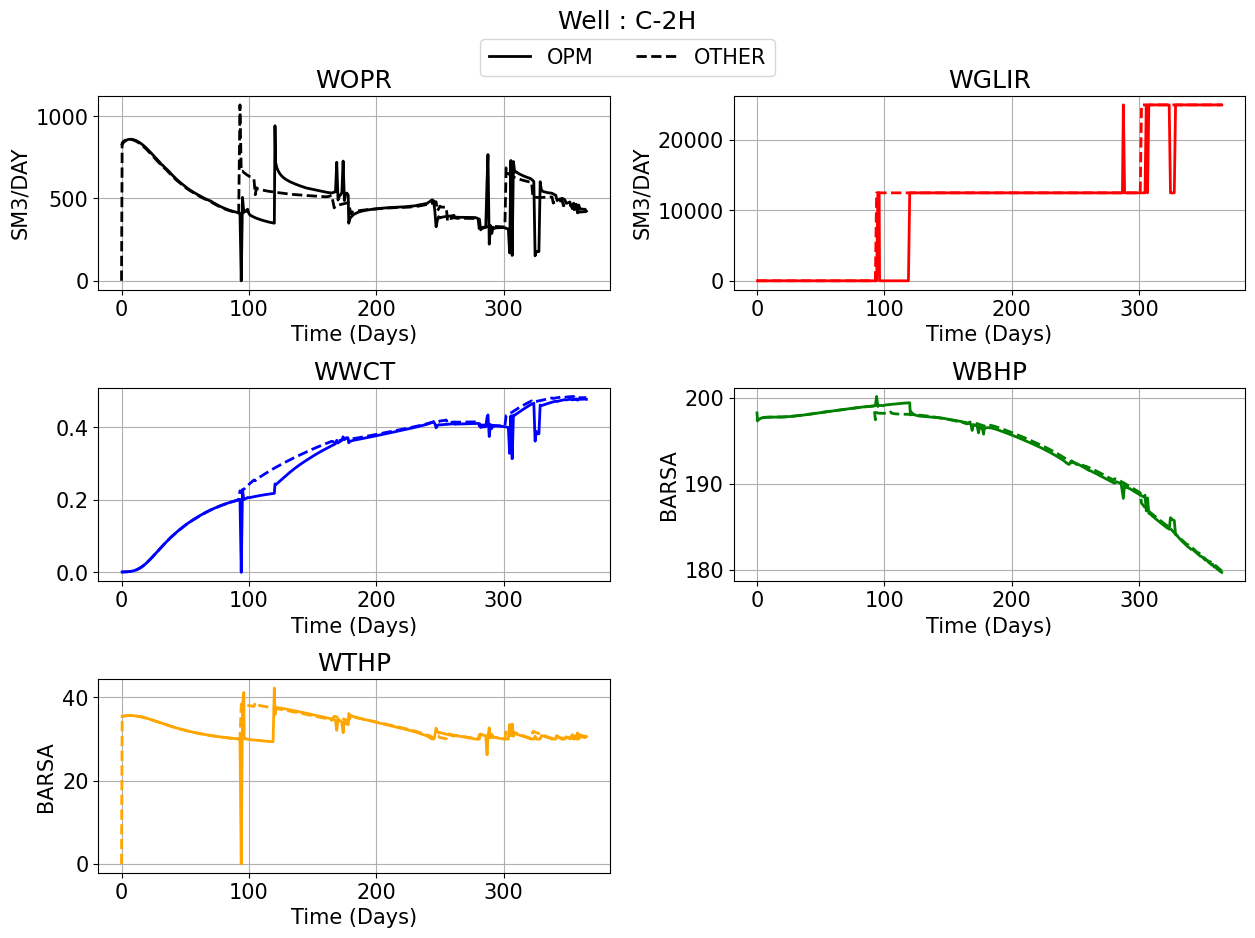 Well : C-2H
OPM OTHER
WOPR
1000
500
0
SM3/DAY
0 100 200 300
Time (Days)
WGLIR
20000
10000
0
SM3/DAY
0 100 200 300
Time (Days)
WWCT
0.4
0.2
0.0
0 100 200 300
Time (Days)
WBHP
200
190
180
BARSA
0 100 200 300
Time (Days)
WTHP
40
20
0
BARSA
0 100 200 300
Time (Days)